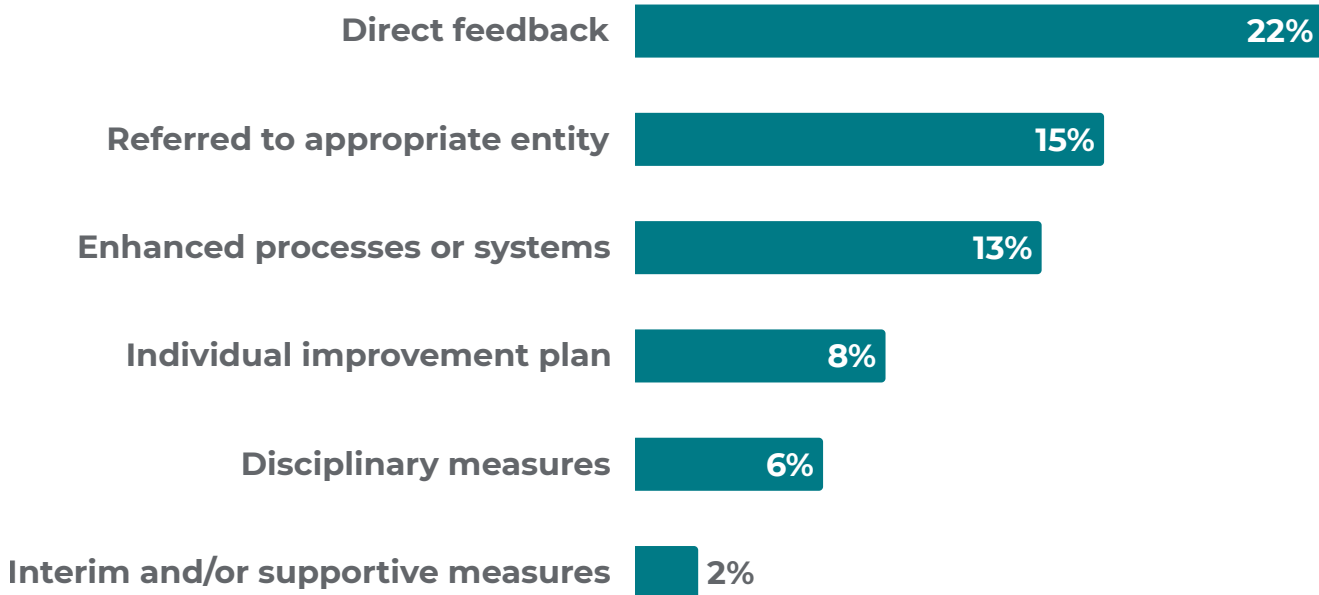 Direct feedback 22%
Referred to appropriate entity 15%
Enhanced processes or systems 13%
Individual improvement plan 8%
Disciplinary measures 6%
Interim and/or supportive measures 2%